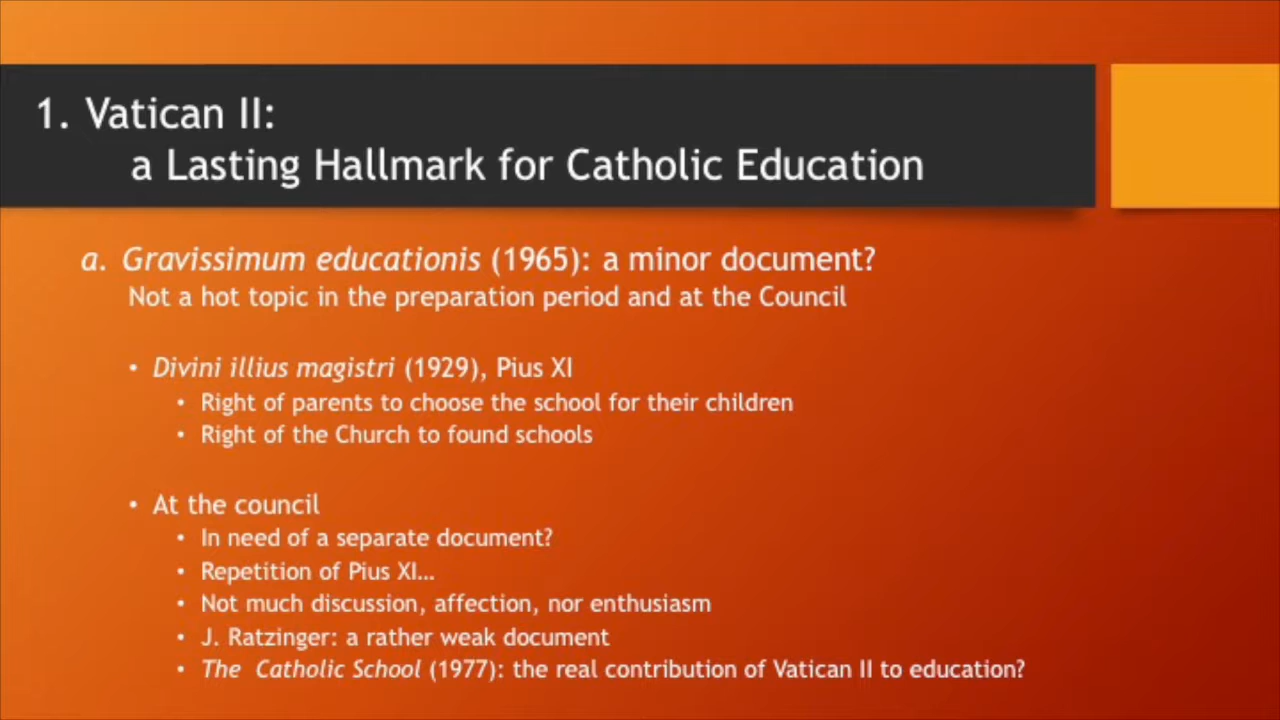 1. Vatican II:
a Lasting Hallmark for Catholic Education
a. Gravissimum educationis (1965): a minor document?
Not a hot topic in the preparation period and at the Council
• Divini illius magistri (1929), Pius XI
• Right of parents to choose the school for their children
• Right of the Church to found schools
• At the council
• In need of a separate document?
• Repetition of Pius XI…
• Not much discussion, affection, nor enthusiasm
• J. Ratzinger: a rather weak document
• The Catholic School (1977): the real contribution of Vatican II to education?